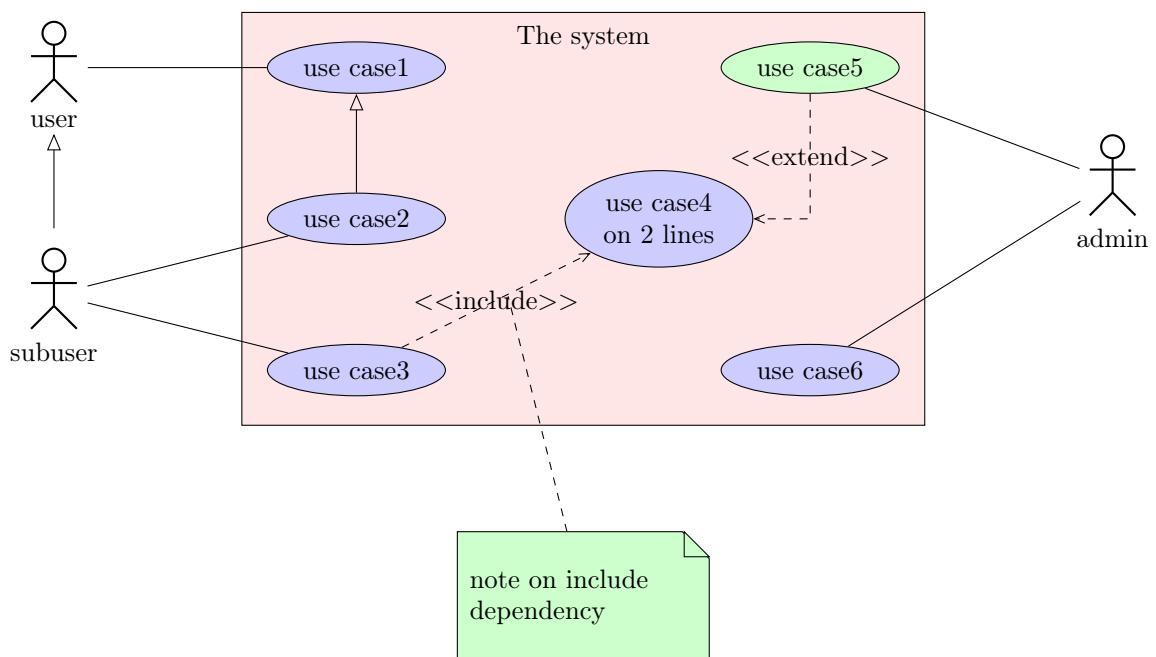 The system
use case1
use case5
user
<<extend>>
use case4
on 2 lines
use case2
admin
<<include>>
subuser
use case3
use case6
note on include
dependency